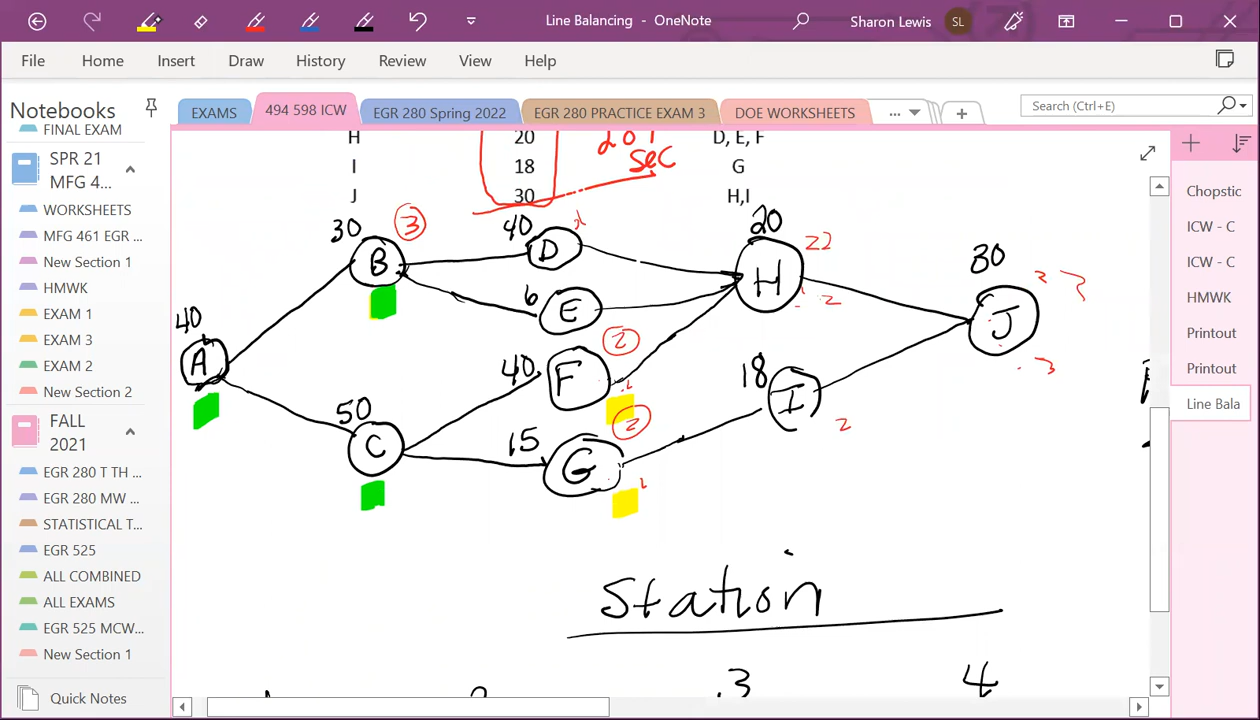 Line Balancing - OneNote
Sharon Lewis
SL
File
Home
Insert
Draw
History
Review
View
Help
Notebooks
EXAMS
494 598 ICW
EGR 280 Spring 2022
EGR 280 PRACTICE EXAM 3
DOE WORKSHEETS
...
Search (Ctrl+E)
FINAL EXAM
SPR 21
MFG 4...
WORKSHEETS
MFG 461 EGR ...
New Section 1
HMWK
EXAM 1
EXAM 3
EXAM 2
New Section 2
FALL
2021
EGR 280 T TH ...
EGR 280 MW ...
STATISTICAL T...
EGR 525
ALL COMBINED
ALL EXAMS
EGR 525 MCW...
New Section 1
Quick Notes
H 20 D, E, F
201
Sec
I 18 G
J 30 H,I
30 B 3
40 D
20 H 22
2
30 J 2 3
3
6 E
40 A
40 F 2
18 I 2
50 C
15 G 2
Station
3 4
Chopstic
ICW - C
ICW - C
HMWK
Printout
Printout
Line Bala